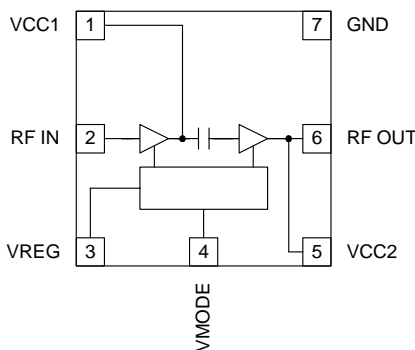 VCC1 1 7 GND
RF IN 2 6 RF OUT
VREG 3 4 5 VCC2
VMODE